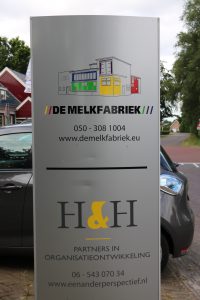 //DE MELKFABRIEK///
050 - 308 1004
www.demelkfabriek.eu
H&H
PARTNERS IN
ORGANISATIEONTWIKKELING
06 - 543 070 34
www.eenanderperspectief.nl